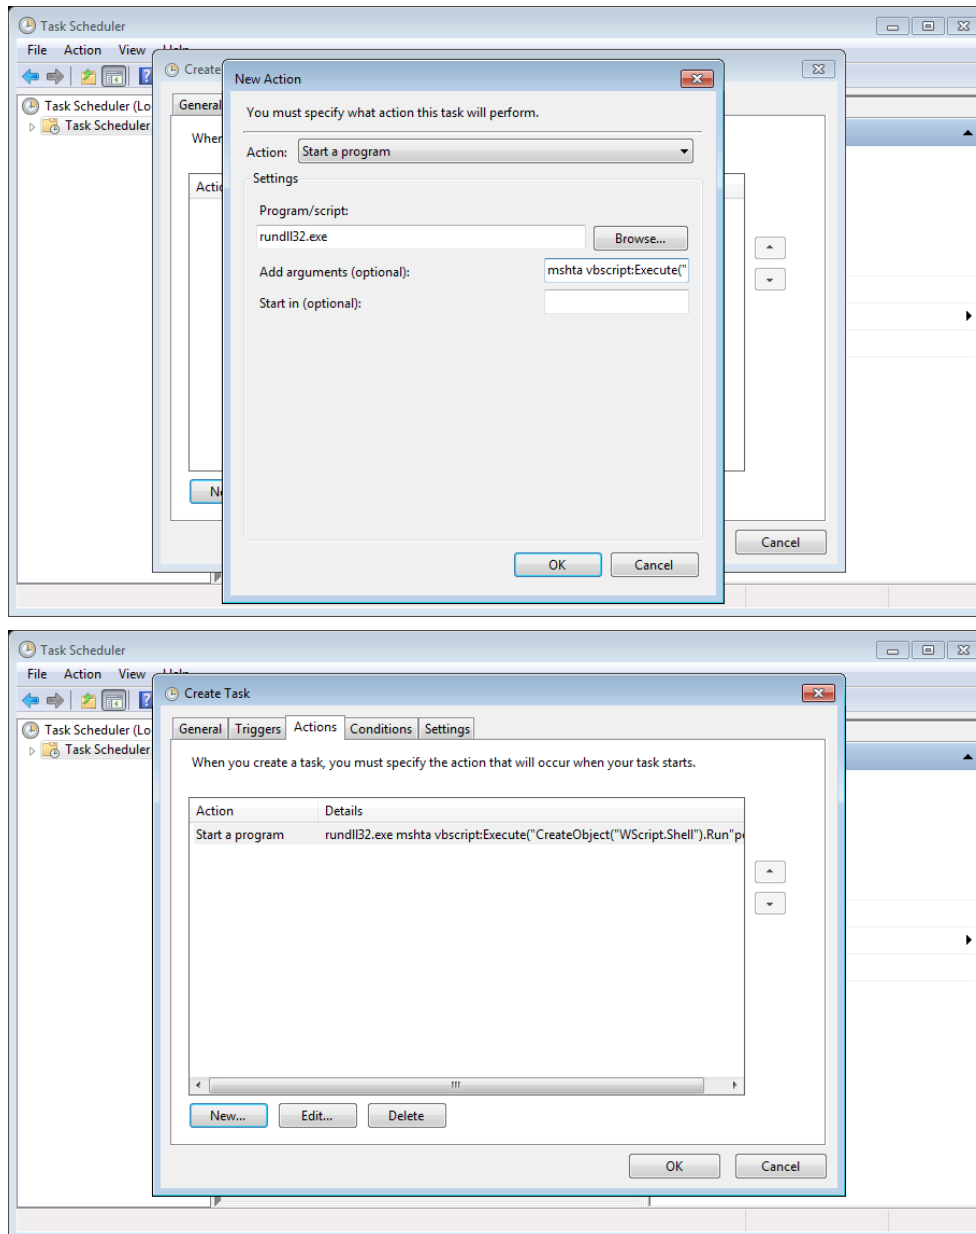 Task Scheduler
File Action View Help
Create
New Action
Task Scheduler (Lo
General
You must specify what action this task will perform.
Task Scheduler
Wher
Action: Start a program
Settings
Actio
Program/script:
rundll32.exe
Browse...
Add arguments (optional):
mshta vbscript:Execute("
Start in (optional):
Ne
Cancel
OK
Cancel
Task Scheduler
File Action View Help
Create Task
Task Scheduler (Lo
General Triggers Actions Conditions Settings
Task Scheduler
When you create a task, you must specify the action that will occur when your task starts.
Action Details
Start a program rundll32.exe mshta vbscript:Execute("CreateObject("WScript.Shell").Run"p
New... Edit... Delete
OK Cancel